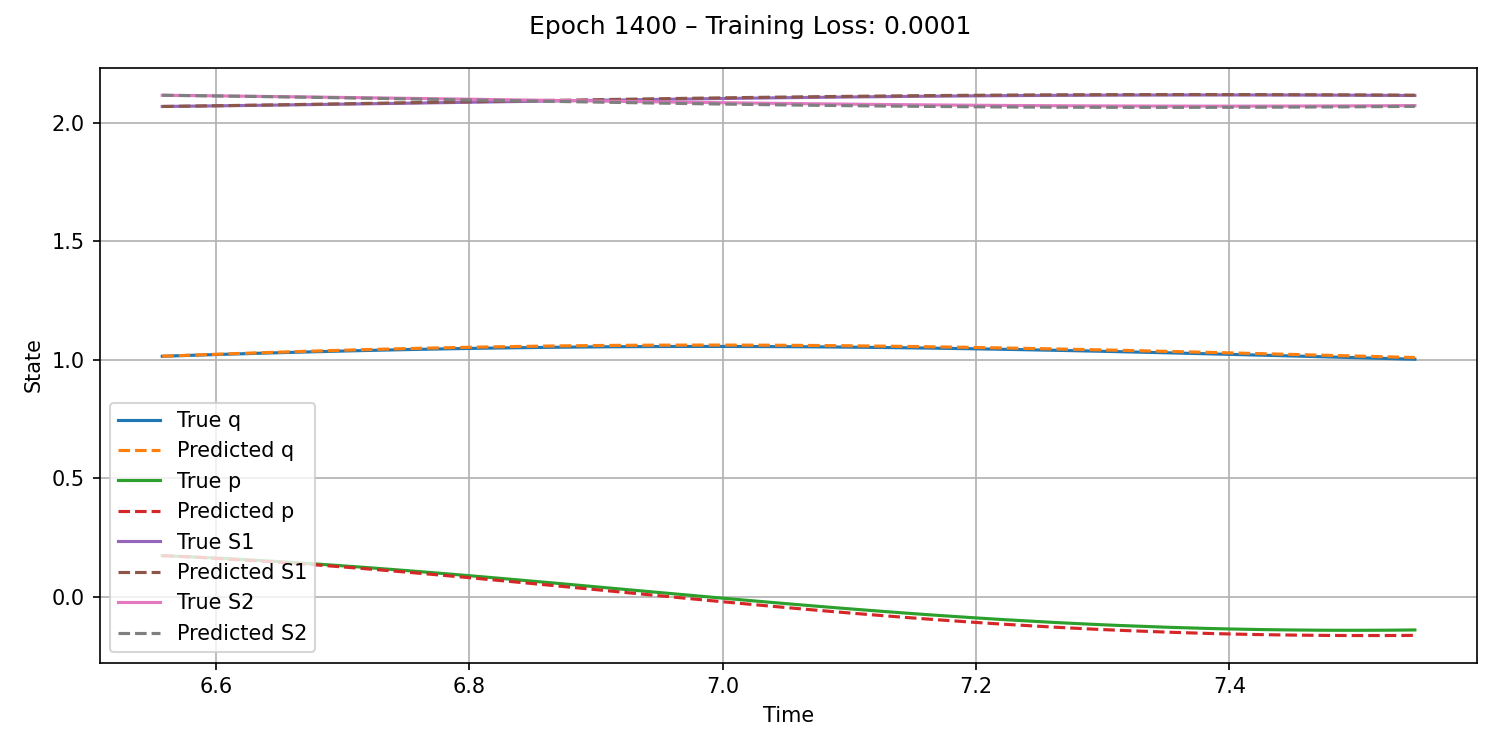 Epoch 1400 – Training Loss: 0.0001
State
2.0
1.5
1.0
0.5
0.0
True q
Predicted q
True p
Predicted p
True S1
Predicted S1
True S2
Predicted S2
6.6 6.8 7.0 7.2 7.4
Time